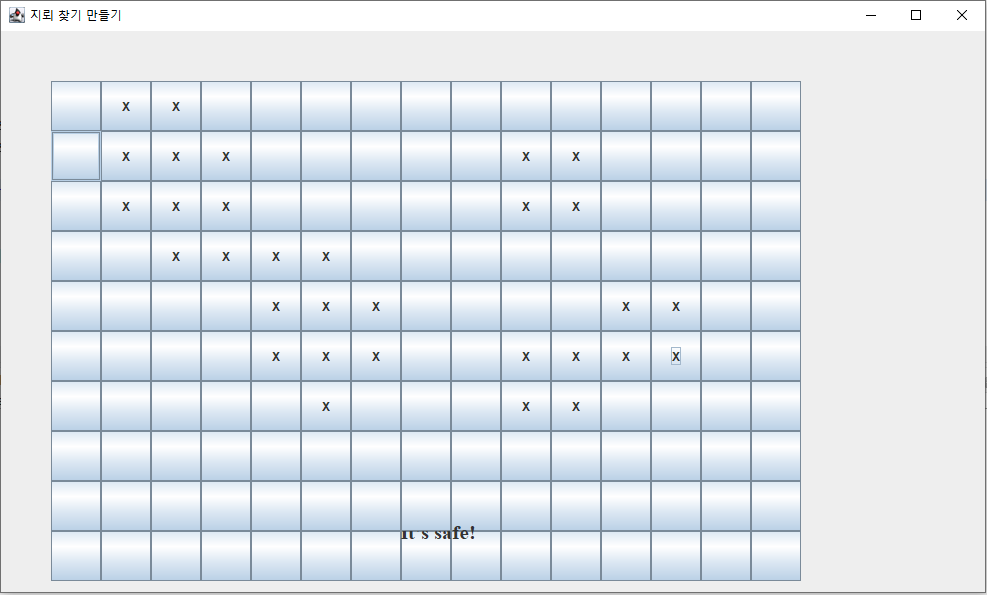 지뢰 찾기 만들기
X X
X X X X X
X X X X X
X X X X
X X X X X
X X X X X X X
X X X
It's safe!